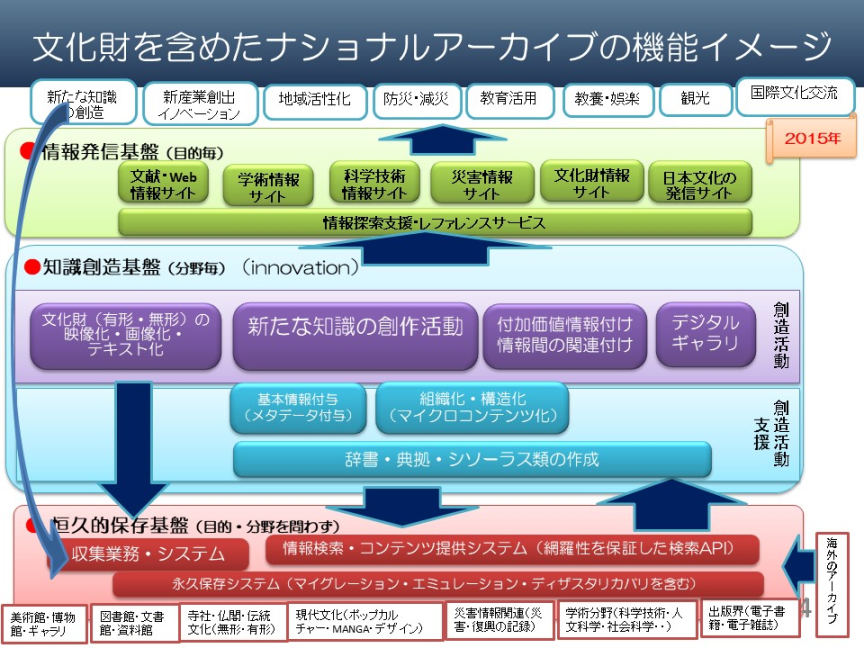 文化財を含めたナショナルアーカイブの機能イメージ
新たな知識
の創造
新産業創出
イノベーション
地域活性化
防災・減災
教育活用
教養・娯楽
観光
国際文化交流
2015年
●情報発信基盤（目的毎）
文献・Web
情報サイト
学術情報
サイト
科学技術
情報サイト
災害情報
サイト
文化財情報
サイト
日本文化の
発信サイト
情報探索支援・レファレンスサービス
●知識創造基盤（分野毎）（innovation）
文化財（有形・無形）の
映像化・画像化・
テキスト化
新たな知識の創作活動
付加価値情報付け
情報間の関連付け
デジタル
ギャラリ
創造活動
基本情報付与
（メタデータ付与）
組織化・構造化
（マイクロコンテンツ化）
創造活動
支援
辞書・典拠・シソーラス類の作成
●恒久的保存基盤（目的・分野を問わず）
収集業務・システム
情報検索・コンテンツ提供システム（網羅性を保証した検索API）
永久保存システム（マイグレーション・エミュレーション・ディザスタリカバリを含む）
海外のアーカイブ
美術館・博物
館・ギャラリ
図書館・文書
館・資料館
寺社・仏閣・伝統
文化（無形・有形）
現代文化（ポップカル
チャー・MANGA・デザイン）
災害情報関連（災
害・復興の記録）
学術分野（科学技術・人
文科学・社会科学・・）
出版界（電子書
籍・電子雑誌）
4